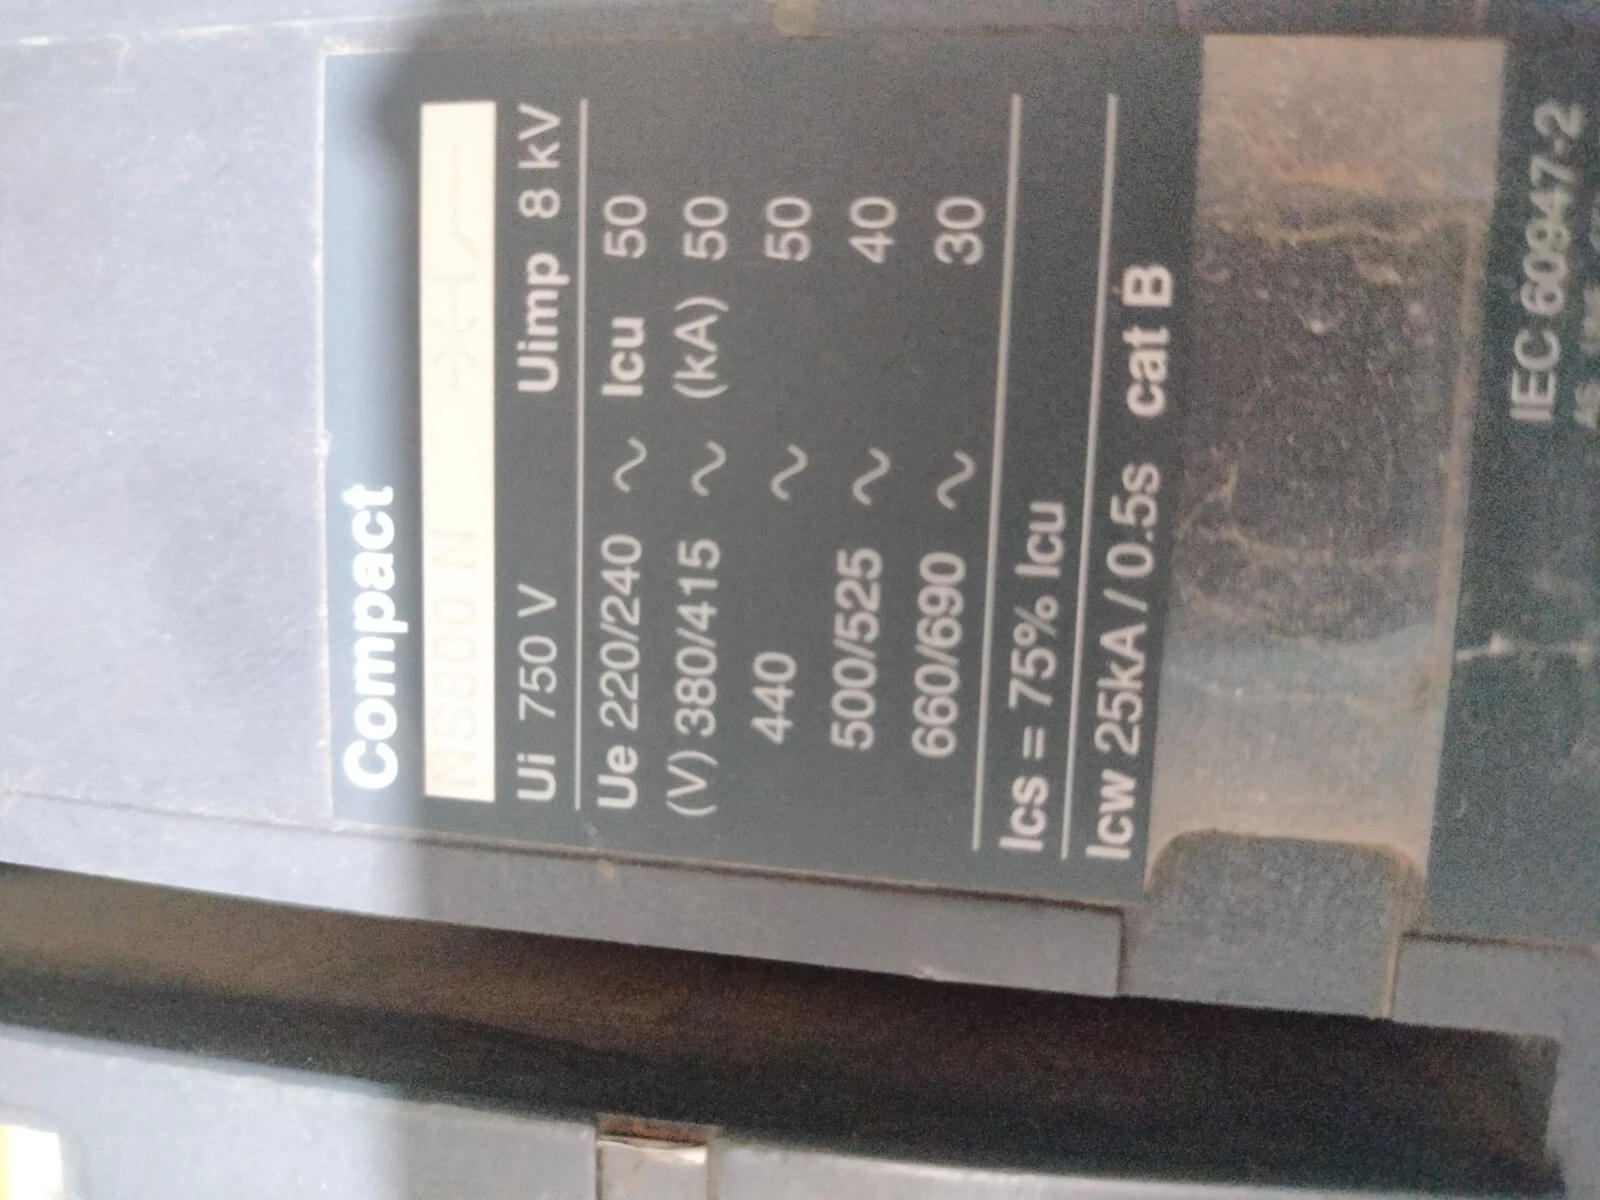 Compact
NS800 N
Ui 750 V Uimp 8 kV
Ue 220/240 ~ Icu 50
(V) 380/415 ~ (kA) 50
440 ~ 50
500/525 ~ 40
660/690 ~ 30
Ics = 75% Icu
Icw 25kA / 0.5s cat B
IEC 60947-2